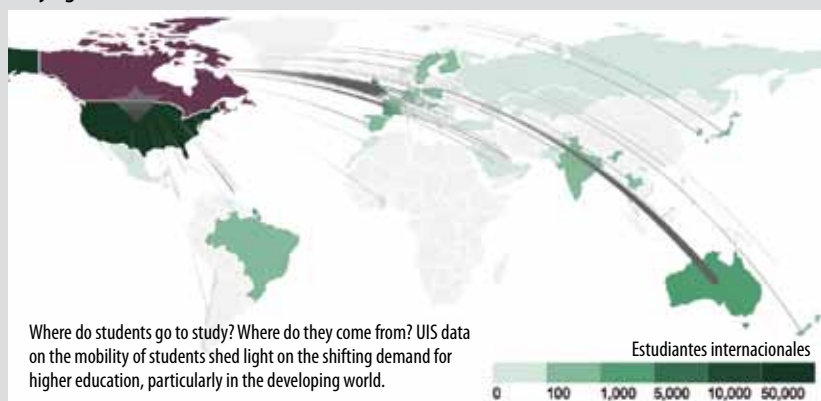 Where do students go to study? Where do they come from? UIS data
on the mobility of students shed light on the shifting demand for
higher education, particularly in the developing world.
Estudiantes internacionales
0 100 1,000 5,000 10,000 50,000